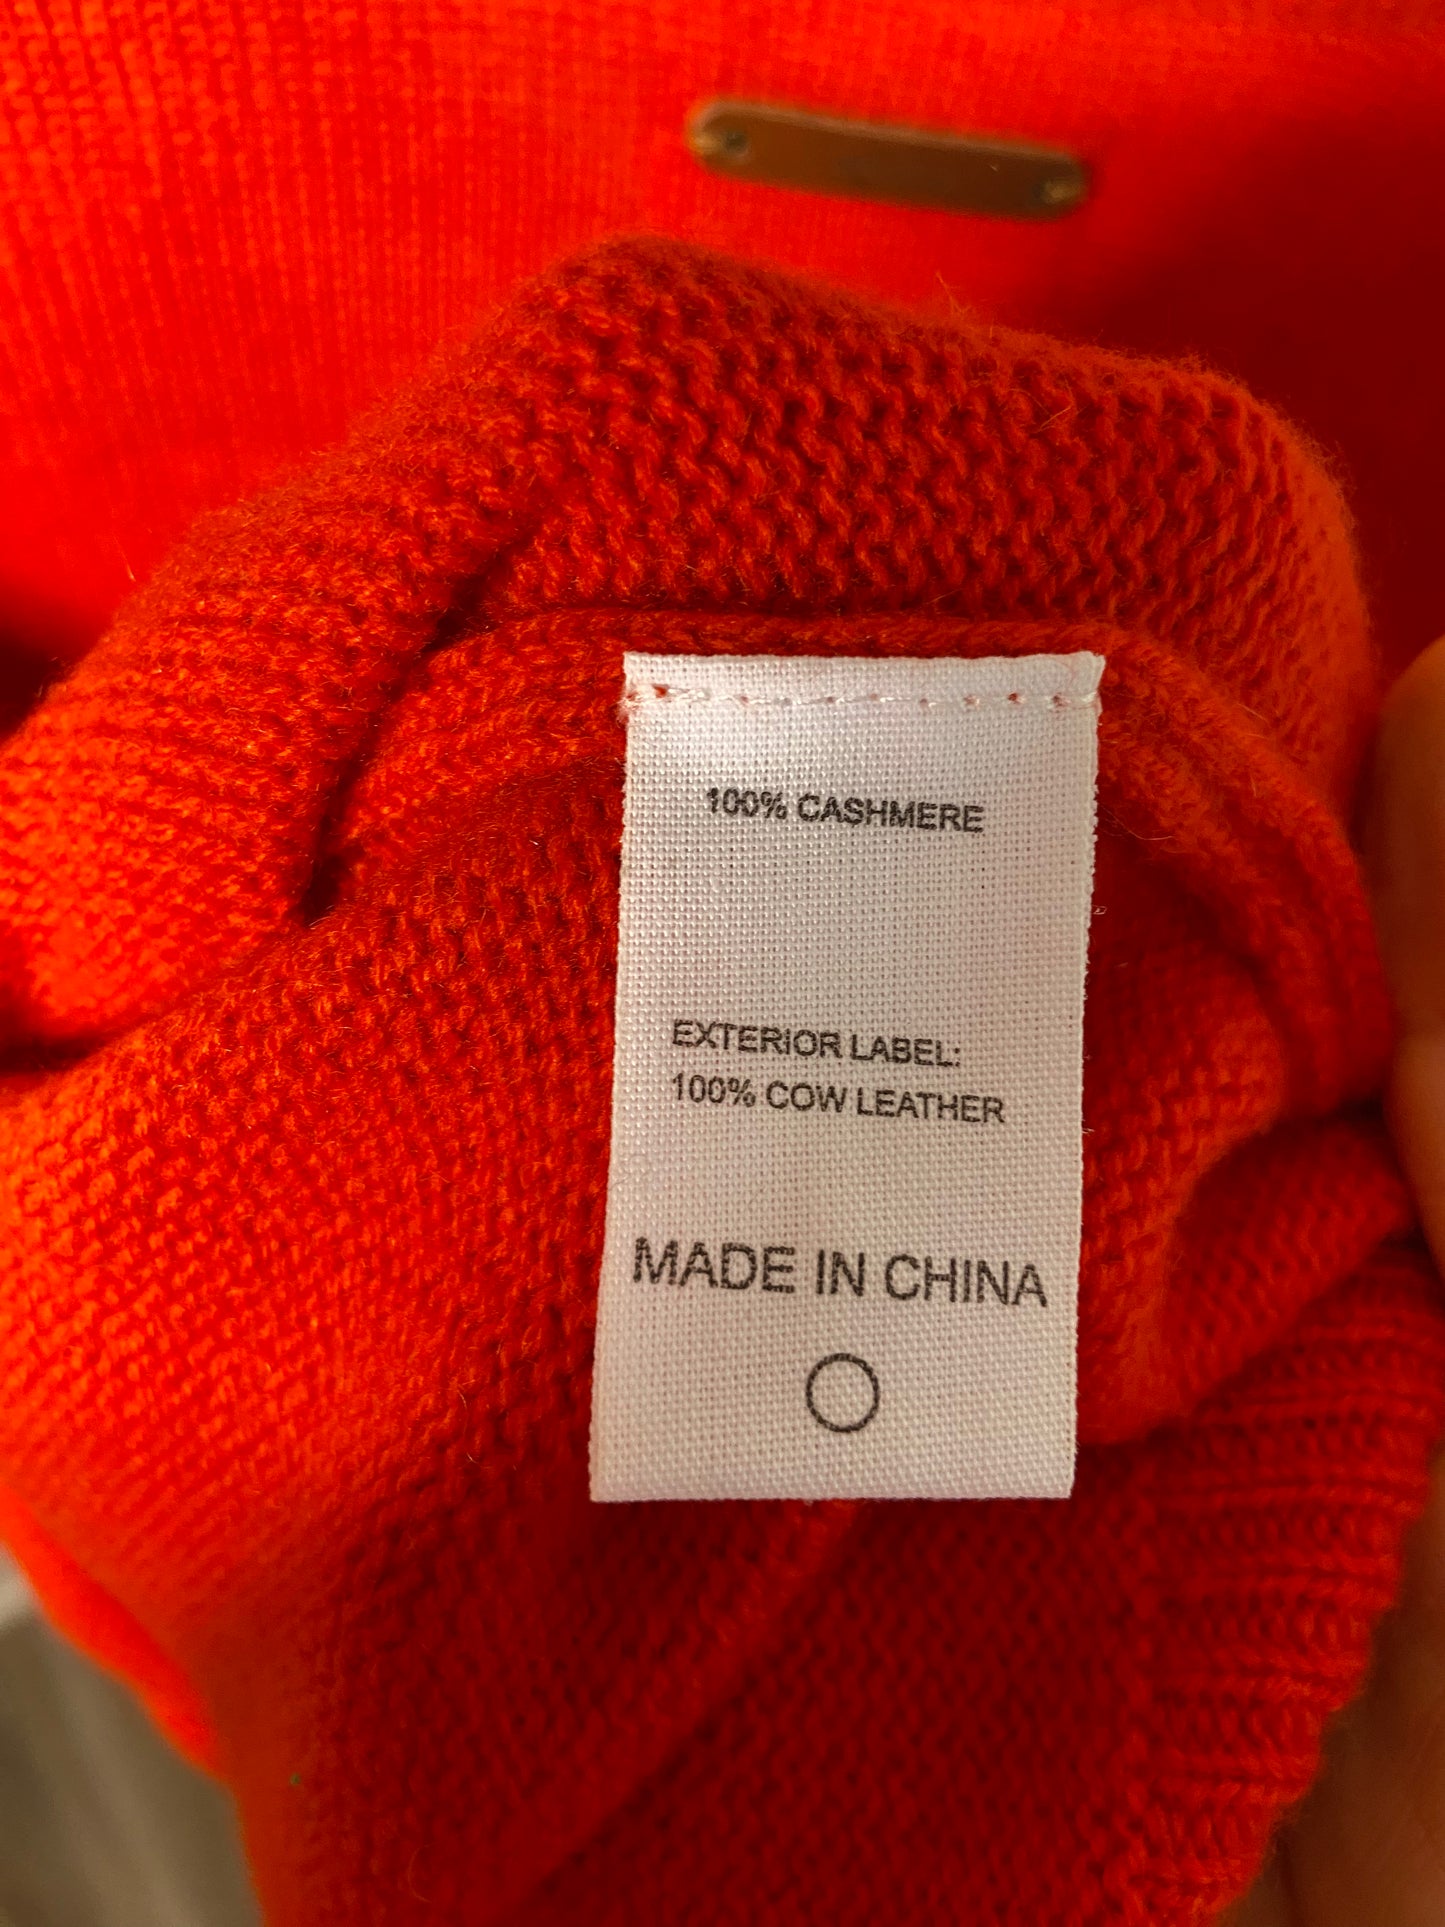 100% CASHMERE
EXTERIOR LABEL:
100% COW LEATHER
MADE IN CHINA